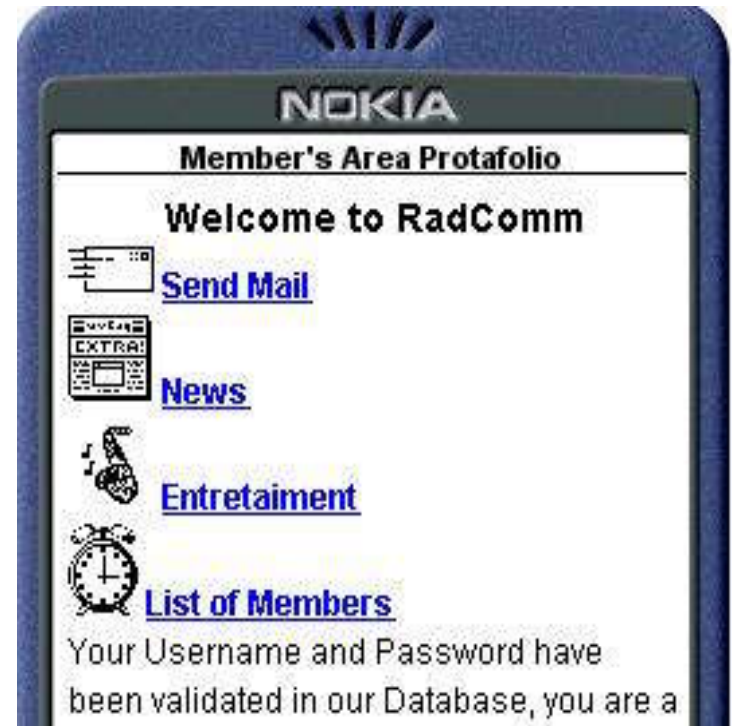 NOKIA
Member's Area Protafolio
Welcome to RadComm
Send Mail
EXTRA!
News
Entretaiment
List of Members
Your Username and Password have
been validated in our Database, you are a